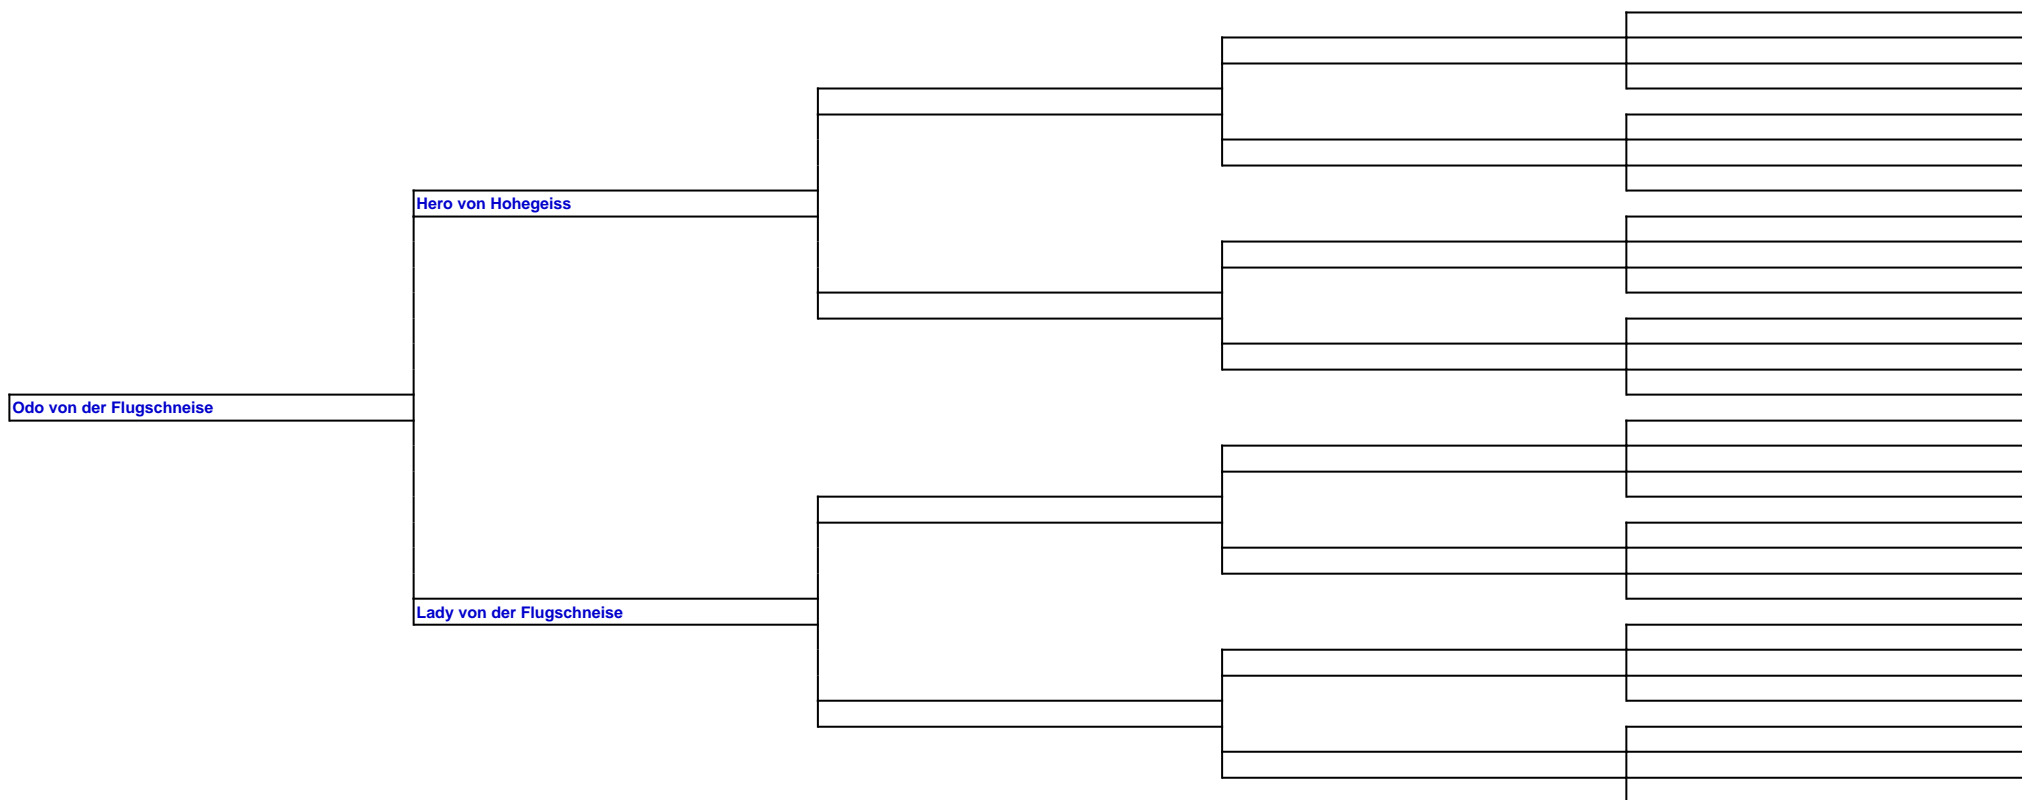 Hero von Hohegeiss
Odo von der Flugschneise
Lady von der Flugschneise